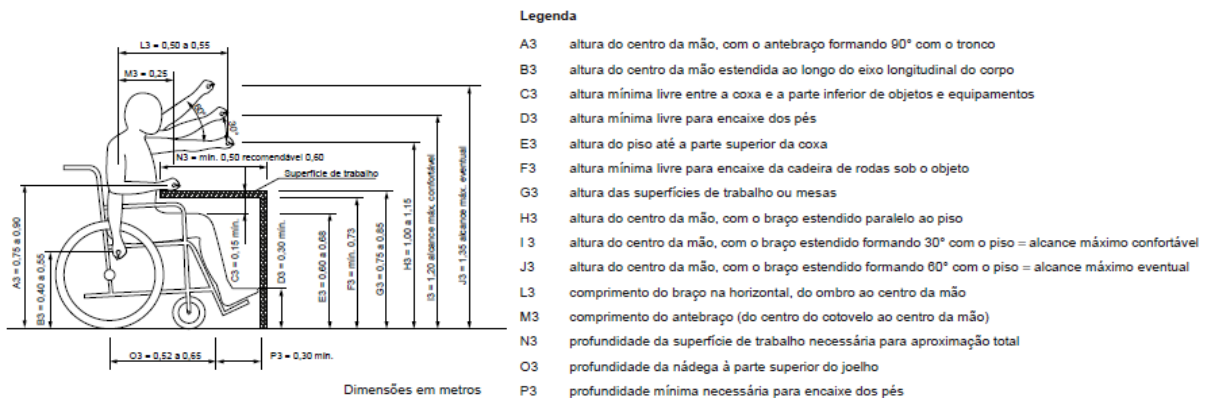 L3 = 0,50 a 0,55
M3 = 0,25
60°
30°
N3 = min. 0,50 recomendável 0,60
Superfície de trabalho
A3 = 0,75 a 0,90
B3 = 0,40 a 0,55
C3 = 0,15 min.
D3 = 0,30 min.
E3 = 0,60 a 0,68
F3 = min. 0,73
G3 = 0,75 a 0,85
H3 = 1,00 a 1,15
I3 = 1,20 alcance máx. confortável
J3 = 1,35 alcance máx. eventual
O3 = 0,52 a 0,65
P3 = 0,30 min.
Dimensões em metros
Legenda
A3 altura do centro da mão, com o antebraço formando 90° com o tronco
B3 altura do centro da mão estendida ao longo do eixo longitudinal do corpo
C3 altura mínima livre entre a coxa e a parte inferior de objetos e equipamentos
D3 altura mínima livre para encaixe dos pés
E3 altura do piso até a parte superior da coxa
F3 altura mínima livre para encaixe da cadeira de rodas sob o objeto
G3 altura das superfícies de trabalho ou mesas
H3 altura do centro da mão, com o braço estendido paralelo ao piso
I 3 altura do centro da mão, com o braço estendido formando 30° com o piso = alcance máximo confortável
J3 altura do centro da mão, com o braço estendido formando 60° com o piso = alcance máximo eventual
L3 comprimento do braço na horizontal, do ombro ao centro da mão
M3 comprimento do antebraço (do centro do cotovelo ao centro da mão)
N3 profundidade da superfície de trabalho necessária para aproximação total
O3 profundidade da nádega à parte superior do joelho
P3 profundidade mínima necessária para encaixe dos pés